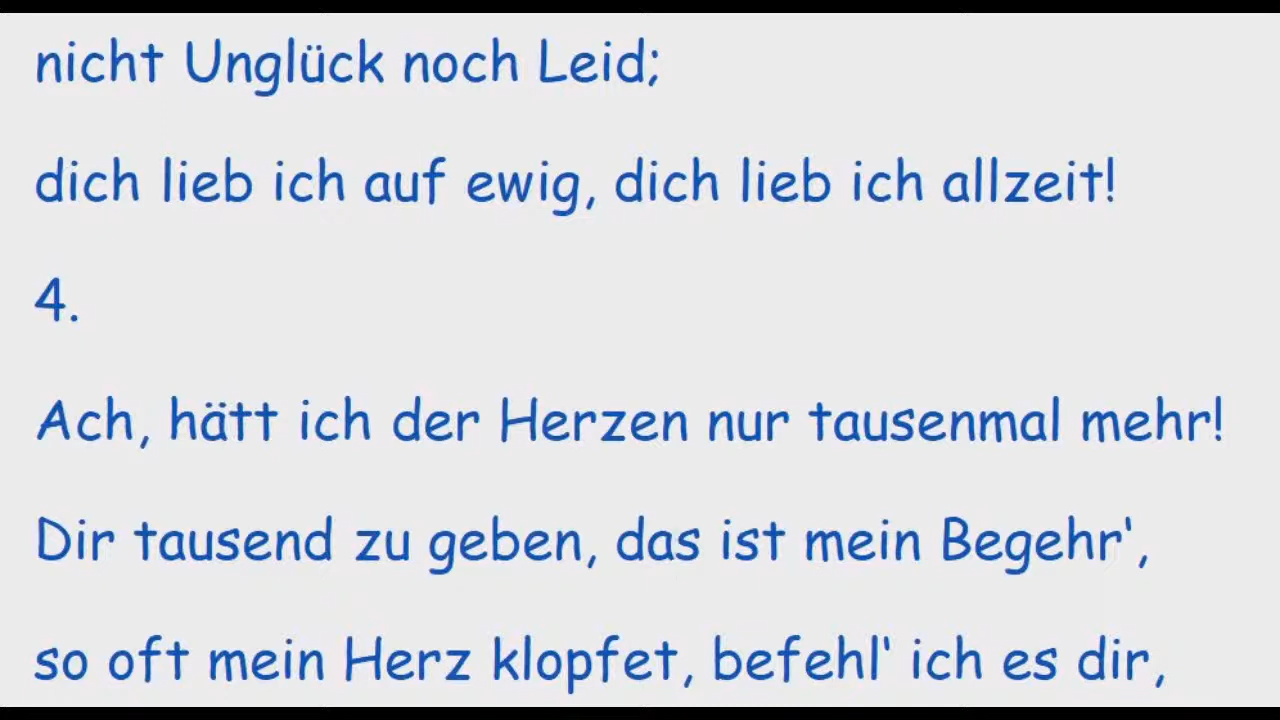 nicht Unglück noch Leid;
dich lieb ich auf ewig, dich lieb ich allzeit!
4.
Ach, hätt ich der Herzen nur tausenmal mehr!
Dir tausend zu geben, das ist mein Begehr',
so oft mein Herz klopfet, befehl' ich es dir,